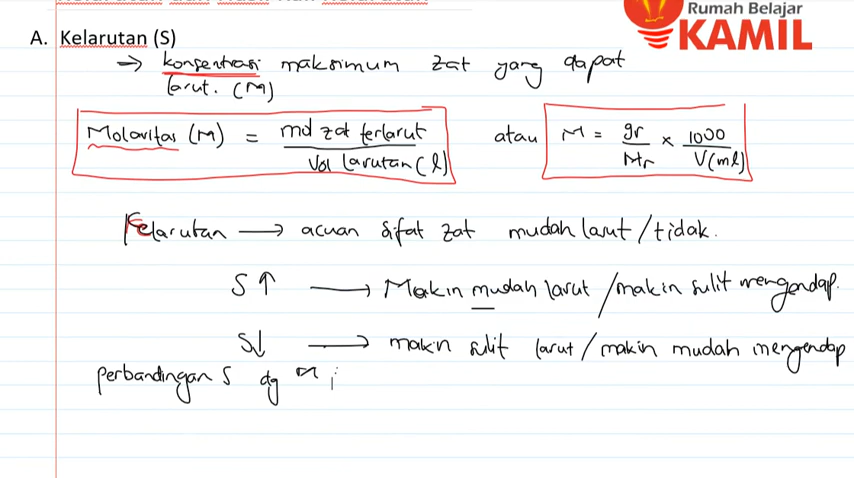 Rumah Belajar
KAMIL
A. Kelarutan (S)
→ konsentrasi maksimum zat yang dapat
larut. (M)
Molaritas (M) = mol zat terlarut / Vol larutan (l) atau M = gr / Mr x 1000 / V(ml)
Kelarutan → acuan sifat zat mudah larut / tidak.
S ↑ → Makin mudah larut / makin sulit mengendap.
S ↓ → makin sulit larut / makin mudah mengendap
perbandingan S dg M ;